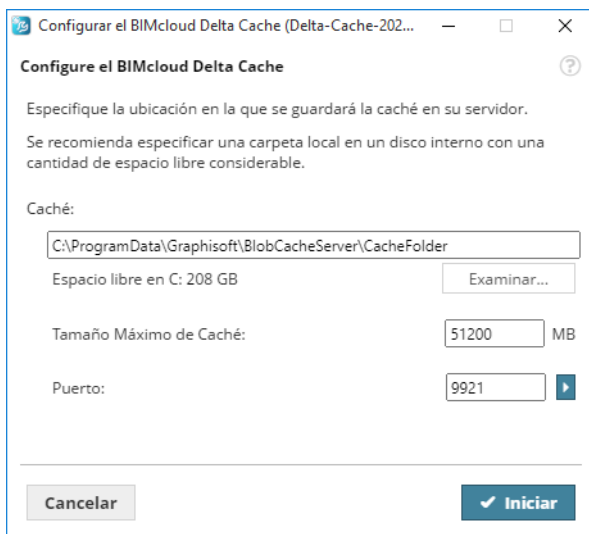 Configurar el BIMcloud Delta Cache (Delta-Cache-202...
Configure el BIMcloud Delta Cache
?
Especifique la ubicación en la que se guardará la caché en su servidor.
Se recomienda especificar una carpeta local en un disco interno con una
cantidad de espacio libre considerable.
Caché:
C:\ProgramData\Graphisoft\BlobCacheServer\CacheFolder
Espacio libre en C: 208 GB
Examinar...
Tamaño Máximo de Caché:
51200
MB
Puerto:
9921
Cancelar
Iniciar